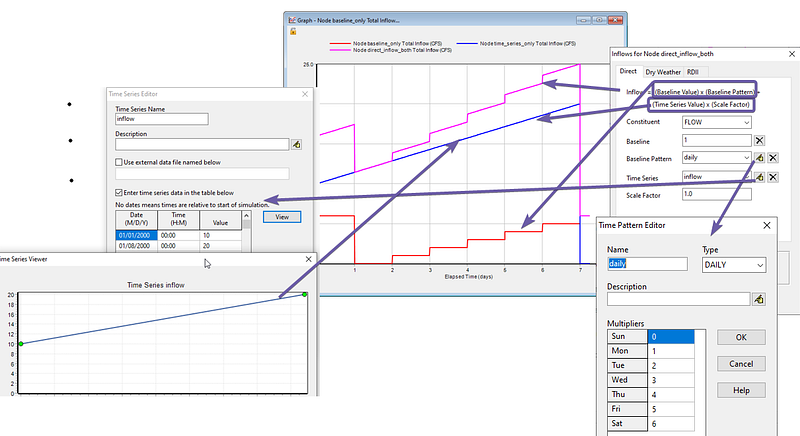 Graph - Node baseline_only Total Inflow...
Node baseline_only Total Inflow (CFS)
Node time_series_only Total Inflow (CFS)
Node direct_inflow_both Total Inflow (CFS)
25.0
0 1 2 3 4 5 6 7
Elapsed Time (days)
Inflows for Node direct_inflow_both
Direct Dry Weather RDII
Inflow = (Baseline Value) x (Baseline Pattern) +
(Time Series Value) x (Scale Factor)
Constituent FLOW
Baseline 1
Baseline Pattern daily
Time Series inflow
Scale Factor 1.0
Time Series Editor
Time Series Name
inflow
Description
Use external data file named below
Enter time series data in the table below
No dates means times are relative to start of simulation.
Date (M/D/Y) Time (H:M) Value
01/01/2000 00:00 10
01/08/2000 00:00 20
View
Time Series Viewer
Time Series inflow
20
18
16
14
12
10
8
6
4
2
0
Time Pattern Editor
Name Type
daily DAILY
Description
Multipliers
Sun 0
Mon 1
Tue 2
Wed 3
Thu 4
Fri 5
Sat 6
OK
Cancel
Help